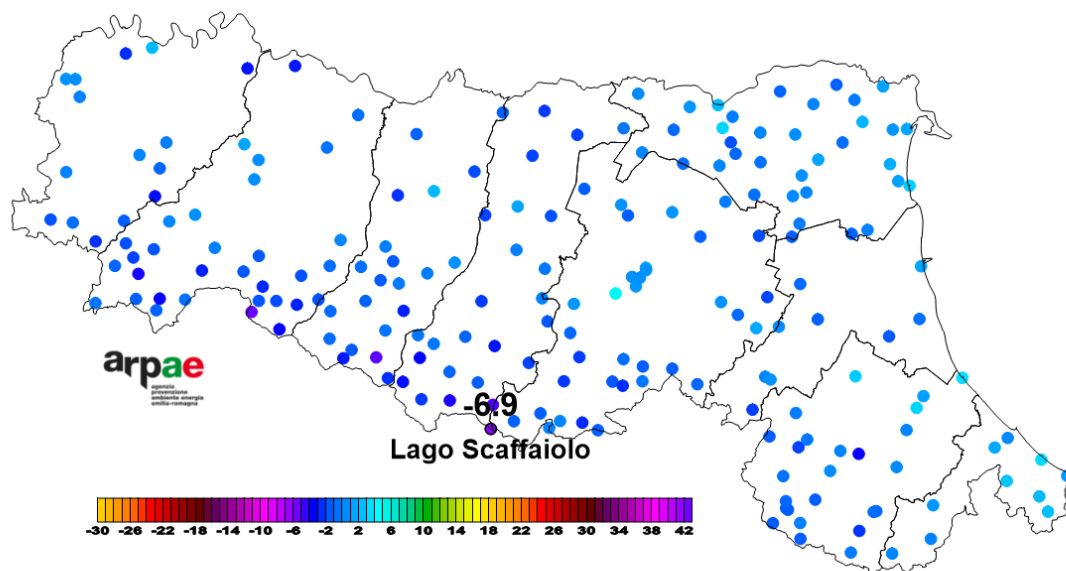 arpae
agenzia
prevenzione
ambiente energia
emilia-romagna
-6.9
Lago Scaffaiolo
-30 -26 -22 -18 -14 -10 -6 -2 2 6 10 14 18 22 26 30 34 38 42